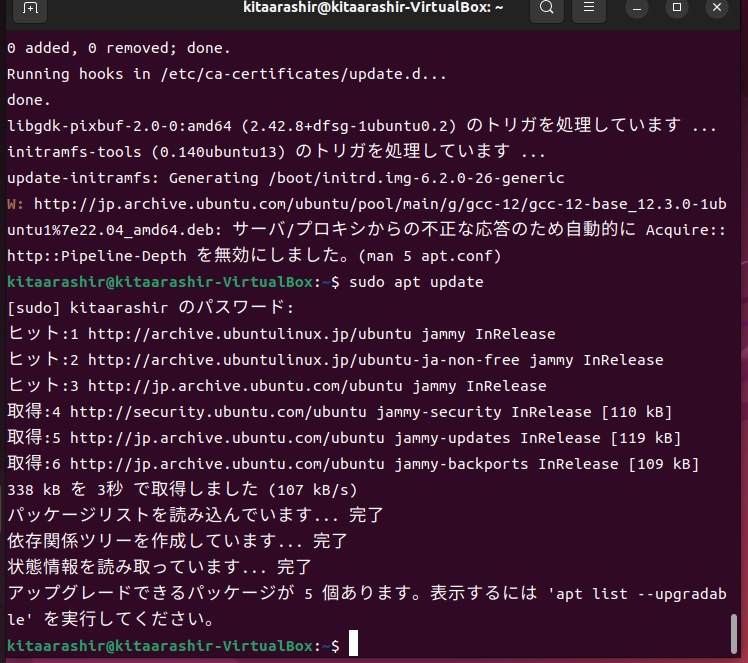 kitaarashir@kitaarashir-VirtualBox: ~
0 added, 0 removed; done.
Running hooks in /etc/ca-certificates/update.d...
done.
libgdk-pixbuf-2.0-0:amd64 (2.42.8+dfsg-1ubuntu0.2) のトリガを処理しています ...
initramfs-tools (0.140ubuntu13) のトリガを処理しています ...
update-initramfs: Generating /boot/initrd.img-6.2.0-26-generic
W: http://jp.archive.ubuntu.com/ubuntu/pool/main/g/gcc-12/gcc-12-base_12.3.0-1ub
untu1%7e22.04_amd64.deb: サーバ/プロキシからの不正な応答のため自動的に Acquire::
http::Pipeline-Depth を無効にしました。(man 5 apt.conf)
kitaarashir@kitaarashir-VirtualBox:~$ sudo apt update
[sudo] kitaarashir のパスワード:
ヒット:1 http://archive.ubuntulinux.jp/ubuntu jammy InRelease
ヒット:2 http://archive.ubuntulinux.jp/ubuntu-ja-non-free jammy InRelease
ヒット:3 http://jp.archive.ubuntu.com/ubuntu jammy InRelease
取得:4 http://security.ubuntu.com/ubuntu jammy-security InRelease [110 kB]
取得:5 http://jp.archive.ubuntu.com/ubuntu jammy-updates InRelease [119 kB]
取得:6 http://jp.archive.ubuntu.com/ubuntu jammy-backports InRelease [109 kB]
338 kB を 3秒 で取得しました (107 kB/s)
パッケージリストを読み込んでいます... 完了
依存関係ツリーを作成しています... 完了
状態情報を読み取っています... 完了
アップグレードできるパッケージが 5 個あります。表示するには 'apt list --upgradab
le' を実行してください。
kitaarashir@kitaarashir-VirtualBox:~$